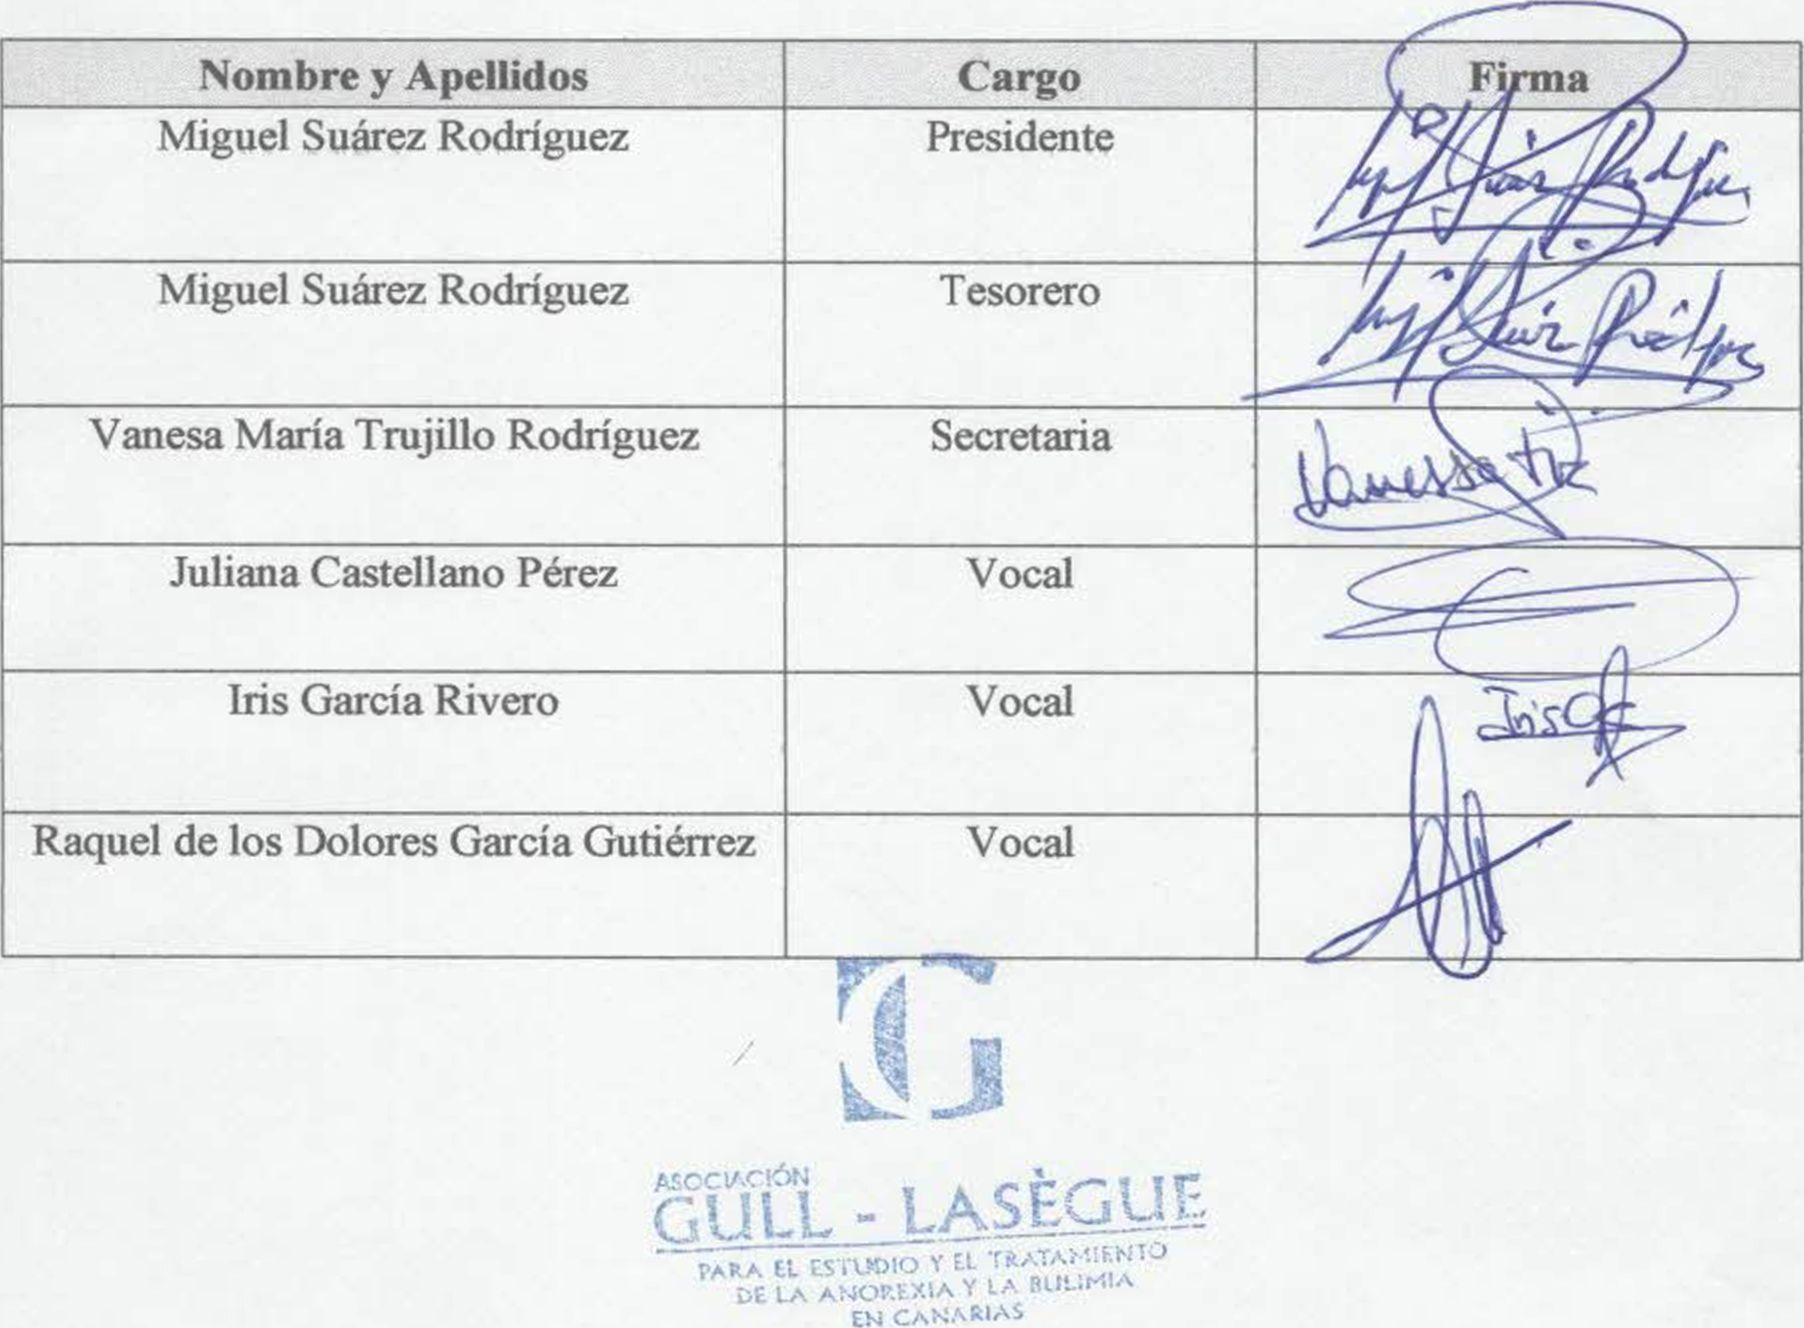 Nombre y Apellidos Cargo Firma
Miguel Suárez Rodríguez Presidente
Miguel Suárez Rodríguez Tesorero
Vanesa María Trujillo Rodríguez Secretaria
Vanessa
Juliana Castellano Pérez Vocal
Iris García Rivero Vocal
Iris
Raquel de los Dolores García Gutiérrez Vocal
G
ASOCIACIÓN
GULL - LASÈGUE
PARA EL ESTUDIO Y EL TRATAMIENTO
DE LA ANOREXIA Y LA BULIMIA
EN CANARIAS